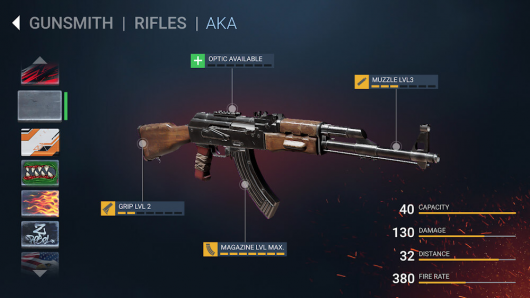 GUNSMITH | RIFLES | AKA
OPTIC AVAILABLE
MUZZLE LVL3
GRIP LVL 2
MAGAZINE LVL MAX.
40 CAPACITY
130 DAMAGE
32 DISTANCE
380 FIRE RATE